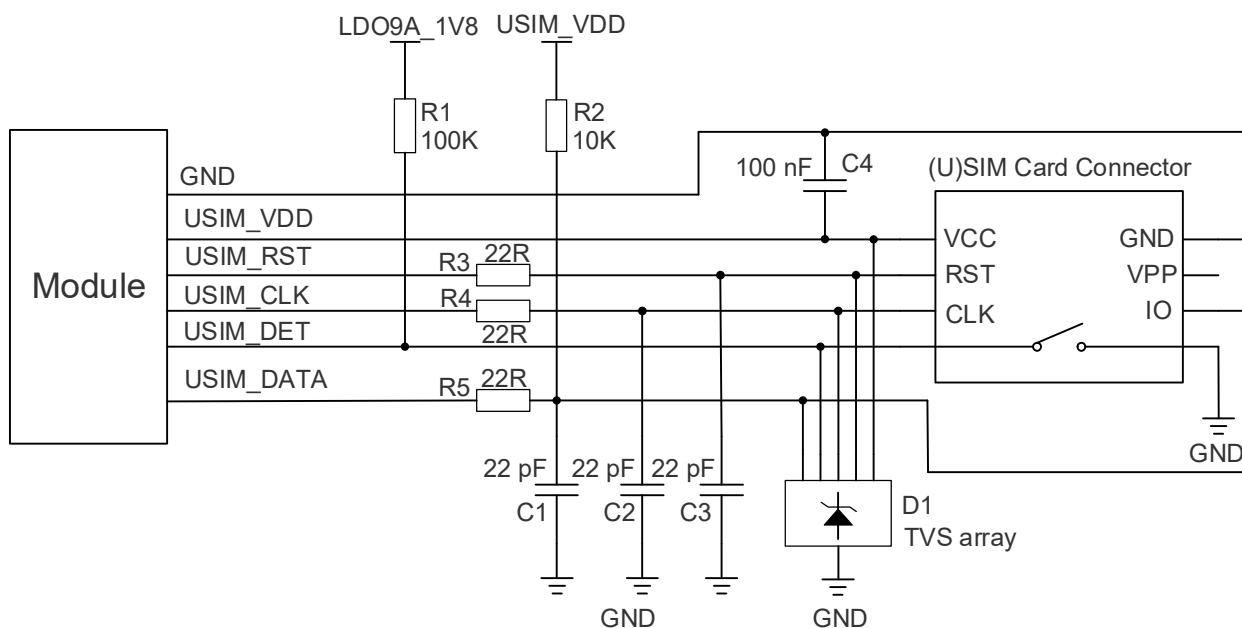 LDO9A_1V8
USIM_VDD
R1
100K
R2
10K
GND
100 nF
C4
(U)SIM Card Connector
USIM_VDD
VCC
GND
Module
USIM_RST
R3
22R
RST
VPP
USIM_CLK
R4
22R
CLK
IO
USIM_DET
USIM_DATA
R5
22R
GND
22 pF
22 pF
22 pF
C1
C2
C3
D1
TVS array
GND
GND